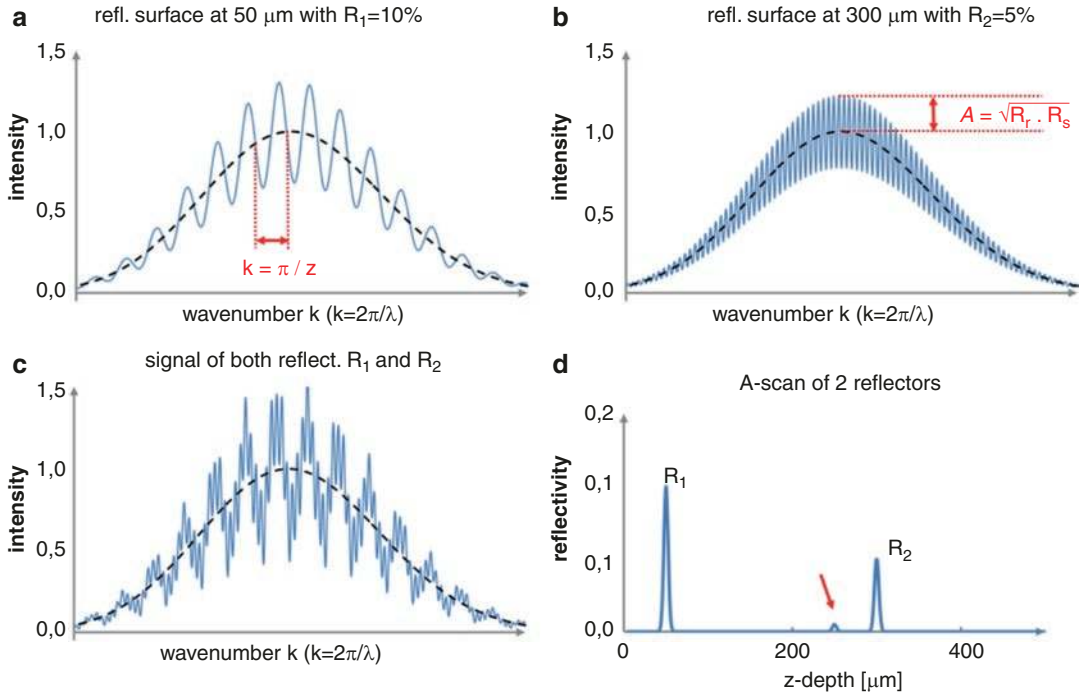 a refl. surface at 50 μm with R₁=10%
1,5
1,0
0,5
0,0
intensity
k = π / z
wavenumber k (k=2π/λ)
b refl. surface at 300 μm with R₂=5%
1,5
1,0
0,5
0,0
intensity
A = √Rᵣ . Rₛ
wavenumber k (k=2π/λ)
c signal of both reflect. R₁ and R₂
1,5
1,0
0,5
0,0
intensity
wavenumber k (k=2π/λ)
d A-scan of 2 reflectors
0,2
0,1
0,1
0,0
reflectivity
R₁
R₂
0 200 400
z-depth [μm]